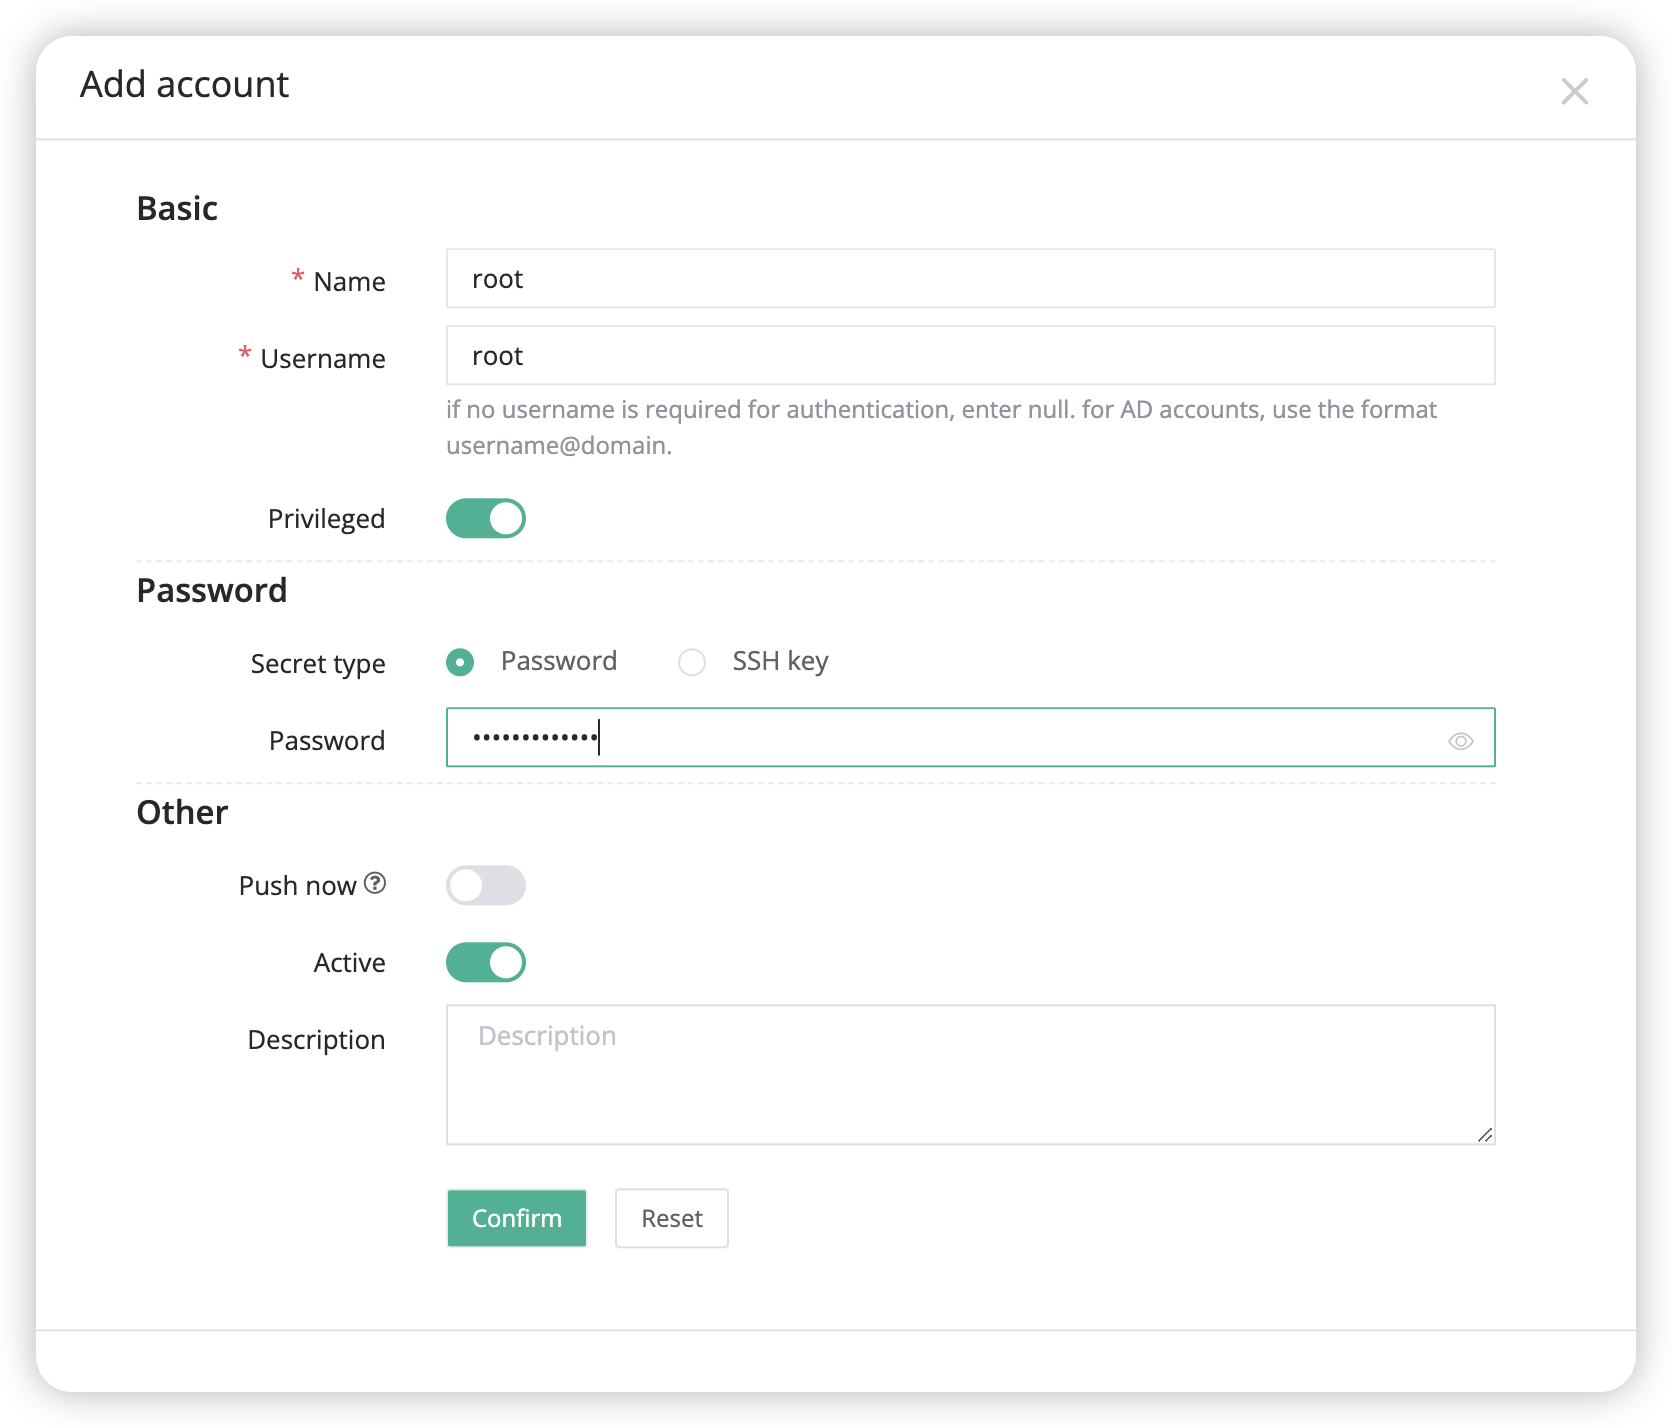 Add account
Basic
* Name
root
* Username
root
if no username is required for authentication, enter null. for AD accounts, use the format
username@domain.
Privileged
Password
Secret type
Password
SSH key
Password
•••••••••••••
Other
Push now
Active
Description
Description
Confirm
Reset